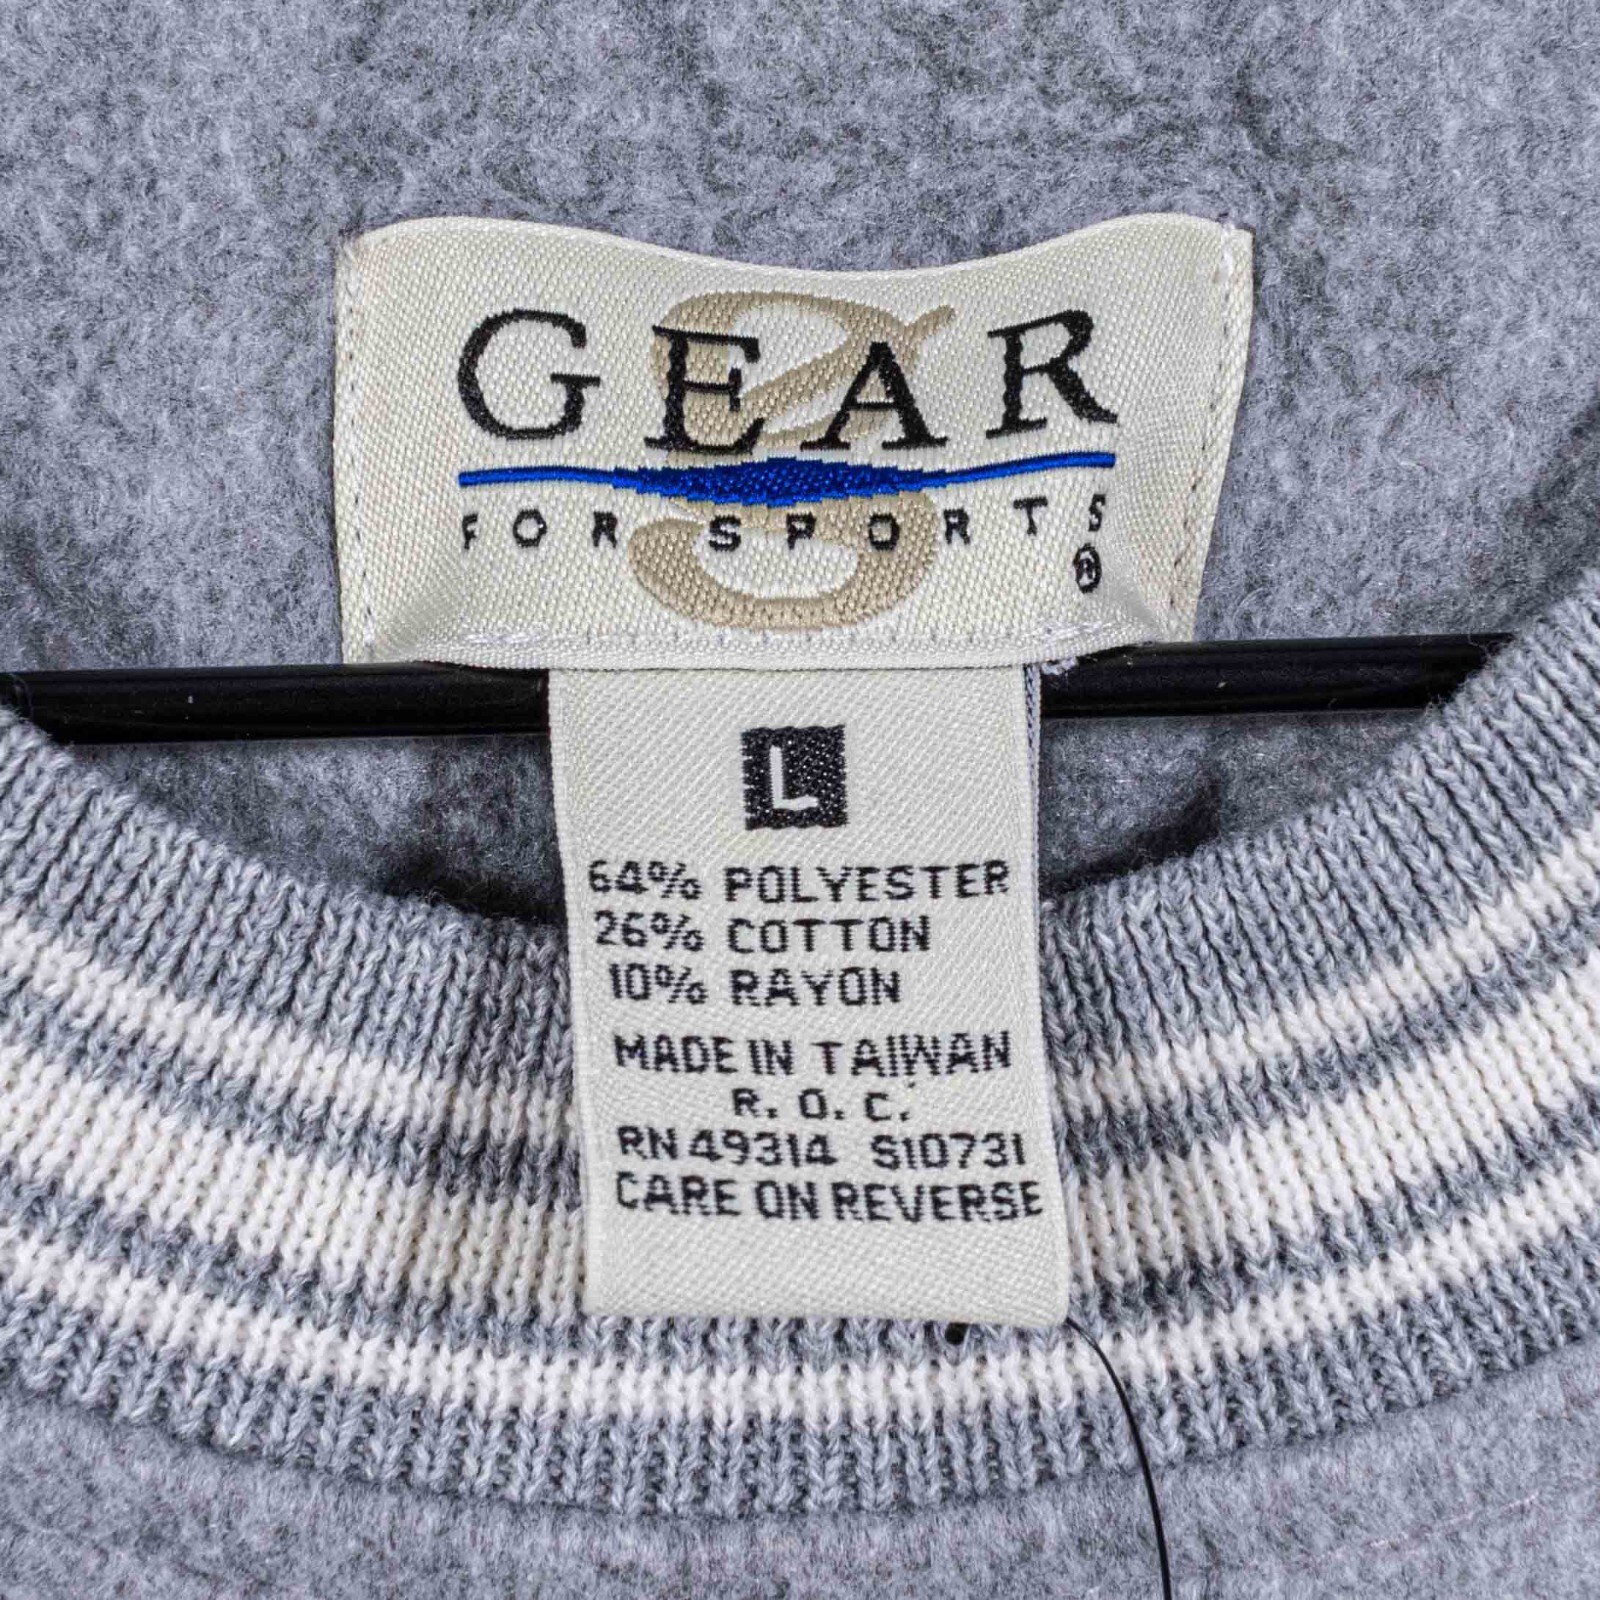 GEAR
FOR SPORTS
®
L
64% POLYESTER
26% COTTON
10% RAYON
MADE IN TAIWAN
R. O. C.
RN 49314 S10731
CARE ON REVERSE